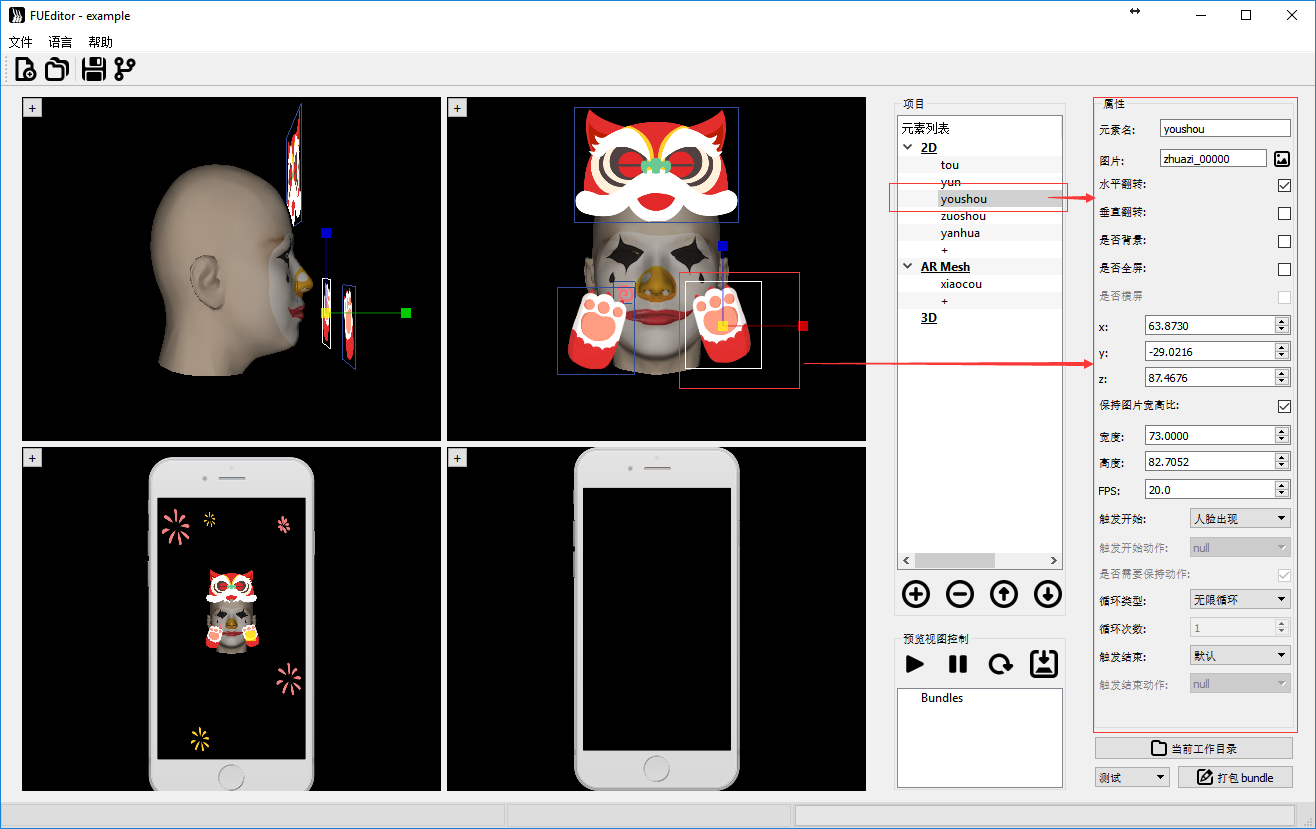 FUEditor - example
文件 语言 帮助
+
+
+
+
项目
元素列表
2D
tou
yun
youshou
zuoshou
yanhua
+
AR Mesh
xiaocou
+
3D
预览视图控制
Bundles
属性
元素名: youshou
图片: zhuazi_00000
水平翻转:
垂直翻转:
是否背景:
是否全屏:
是否横屏
x: 63.8730
y: -29.0216
z: 87.4676
保持图片宽高比:
宽度: 73.0000
高度: 82.7052
FPS: 20.0
触发开始: 人脸出现
触发开始动作: null
是否需要保持动作:
循环类型: 无限循环
循环次数: 1
触发结束: 默认
触发结束动作: null
当前工作目录
测试 打包 bundle